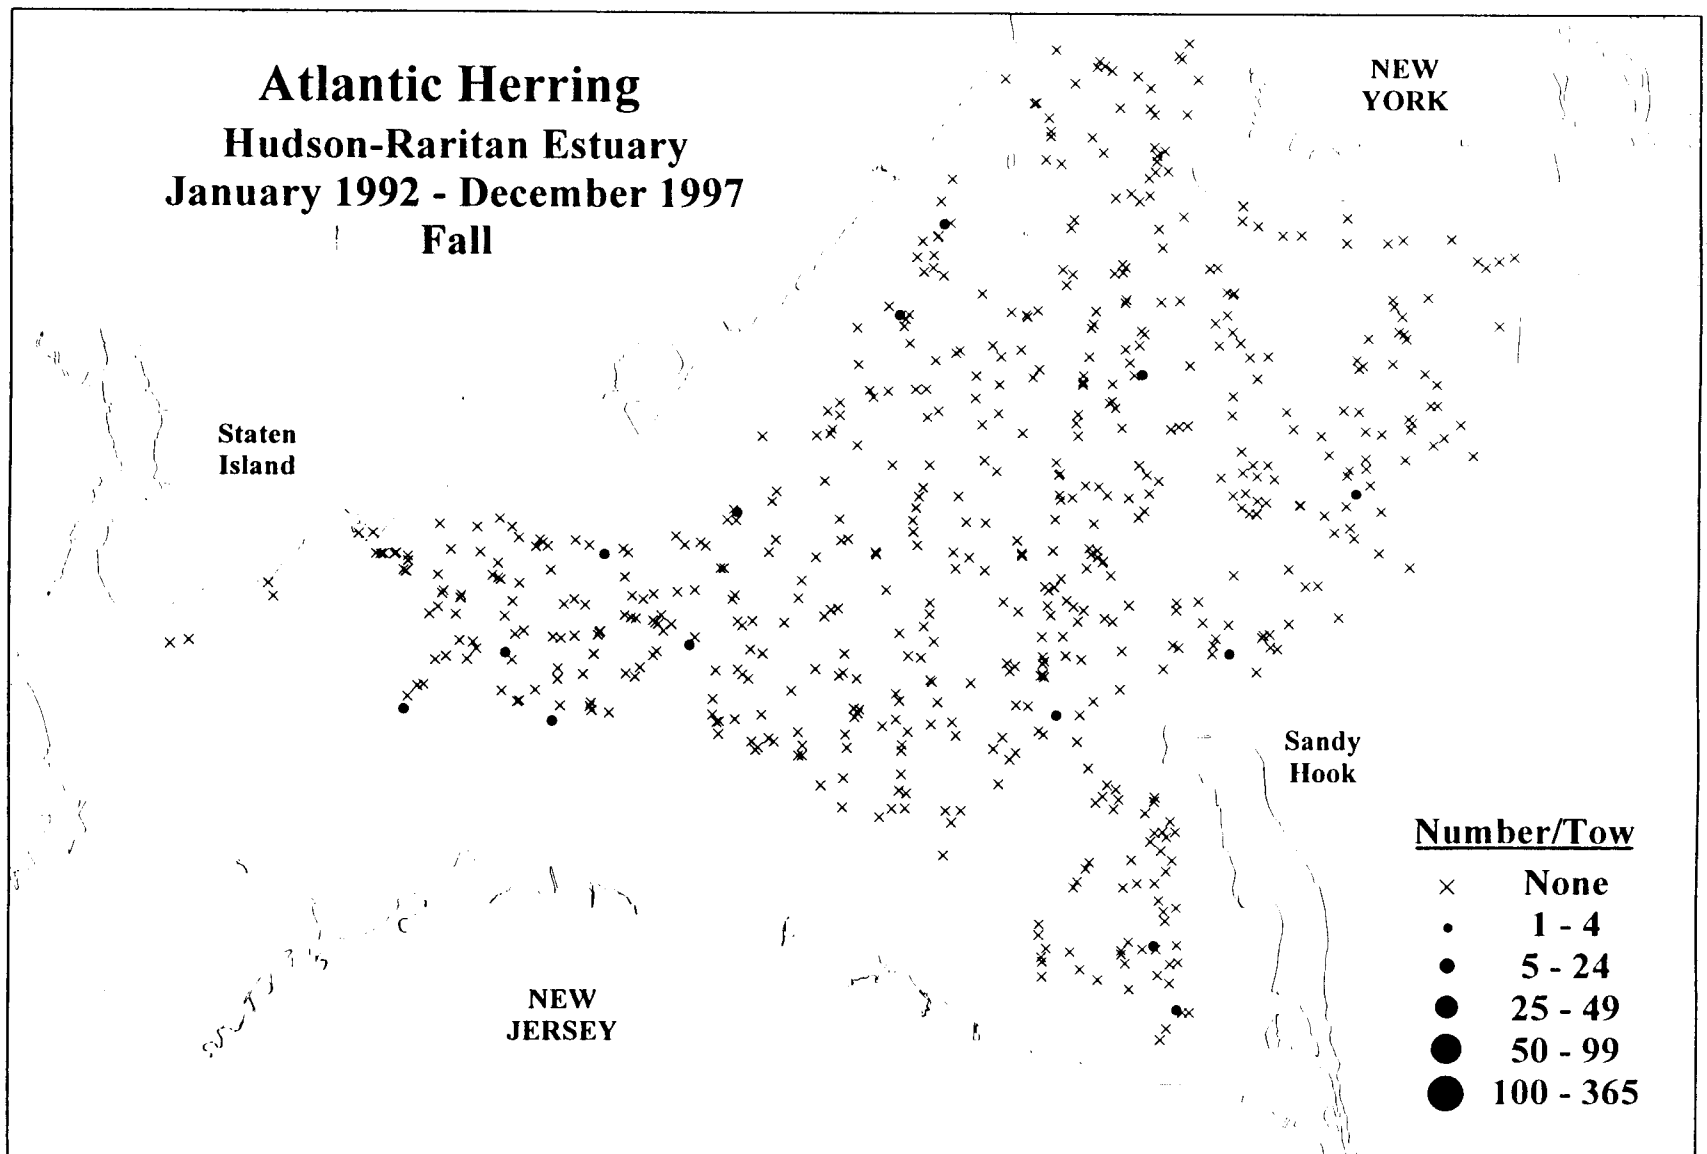 Atlantic Herring
Hudson-Raritan Estuary
January 1992 - December 1997
Fall
NEW
YORK
Staten
Island
Sandy
Hook
NEW
JERSEY
Number/Tow
None
1 - 4
5 - 24
25 - 49
50 - 99
100 - 365